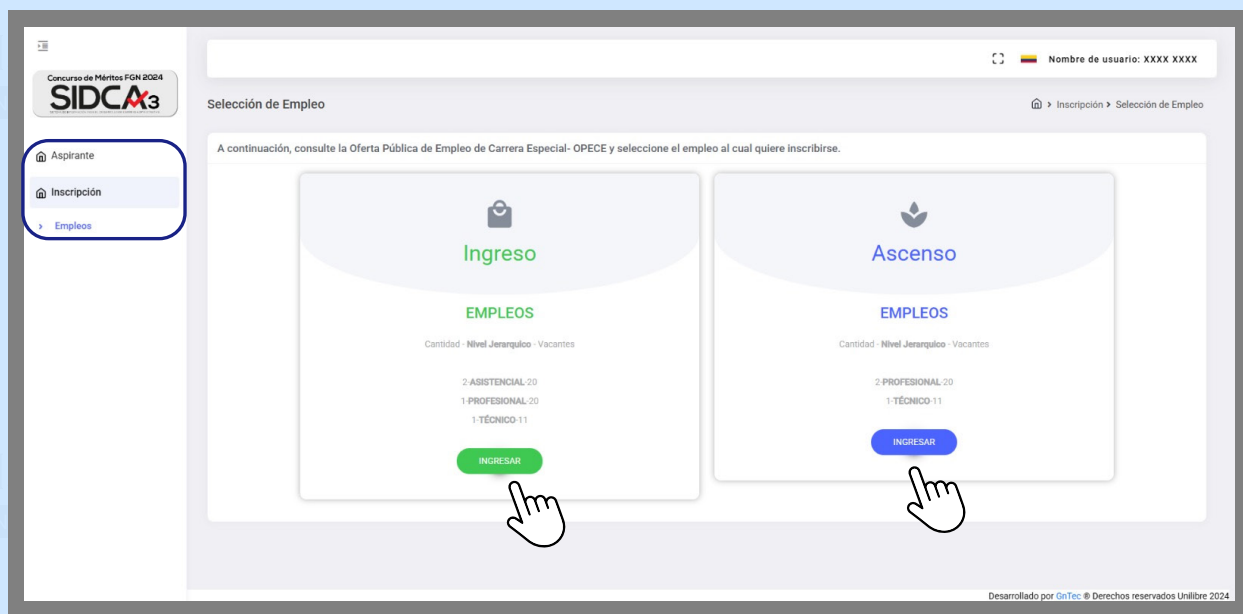 Concurso de Méritos FGN 2024
SIDCA3
Nombre de usuario: XXXX XXXX
Selección de Empleo
Inscripción > Selección de Empleo
Aspirante
Inscripción
> Empleos
A continuación, consulte la Oferta Pública de Empleo de Carrera Especial- OPECE y seleccione el empleo al cual quiere inscribirse.
Ingreso
EMPLEOS
Cantidad - Nivel Jerarquico - Vacantes
2-ASISTENCIAL-20
1-PROFESIONAL-20
1-TÉCNICO-11
INGRESAR
Ascenso
EMPLEOS
Cantidad - Nivel Jerarquico - Vacantes
2-PROFESIONAL-20
1-TÉCNICO-11
INGRESAR
Desarrollado por GnTec ® Derechos reservados Unilibre 2024